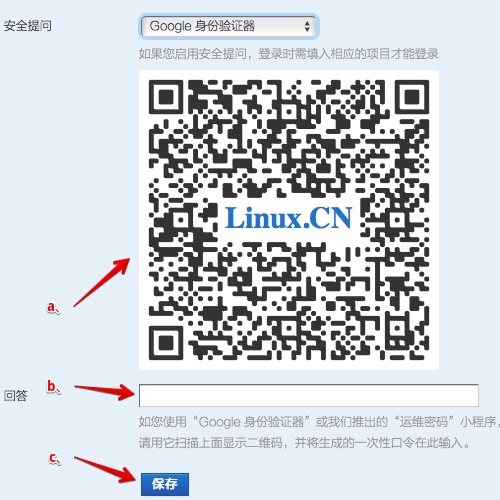 安全提问 Google 身份验证器
如果您启用安全提问，登录时需填入相应的项目才能登录
Linux.CN
a、
回答 b、
如您使用“Google 身份验证器”或我们推出的“运维密码”小程序，
请用它扫描上面显示二维码，并将生成的一次性口令在此输入。
c、 保存